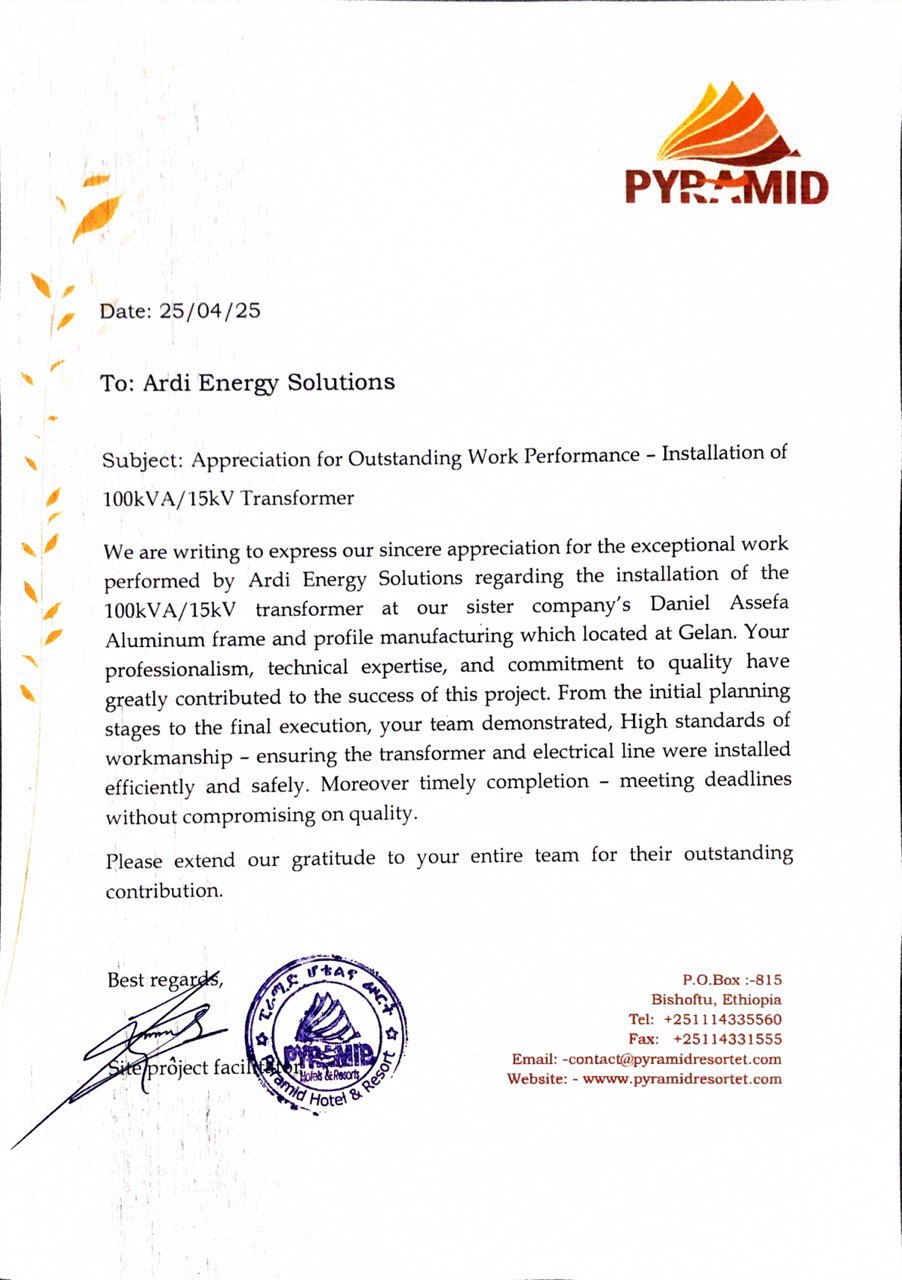 PYRAMID
Date: 25/04/25
To: Ardi Energy Solutions
Subject: Appreciation for Outstanding Work Performance – Installation of
100kVA/15kV Transformer
We are writing to express our sincere appreciation for the exceptional work
performed by Ardi Energy Solutions regarding the installation of the
100kVA/15kV transformer at our sister company's Daniel Assefa
Aluminum frame and profile manufacturing which located at Gelan. Your
professionalism, technical expertise, and commitment to quality have
greatly contributed to the success of this project. From the initial planning
stages to the final execution, your team demonstrated, High standards of
workmanship – ensuring the transformer and electrical line were installed
efficiently and safely. Moreover timely completion – meeting deadlines
without compromising on quality.
Please extend our gratitude to your entire team for their outstanding
contribution.
Best regards,
Site project facilitator
ፒራሚድ ሆቴልና ሪዞርት
PYRAMID
Hotels & Resorts
Pyramid Hotel & Resort
P.O.Box :-815
Bishoftu, Ethiopia
Tel: +251114335560
Fax: +25114331555
Email: -contact@pyramidresortet.com
Website: - wwww.pyramidresortet.com